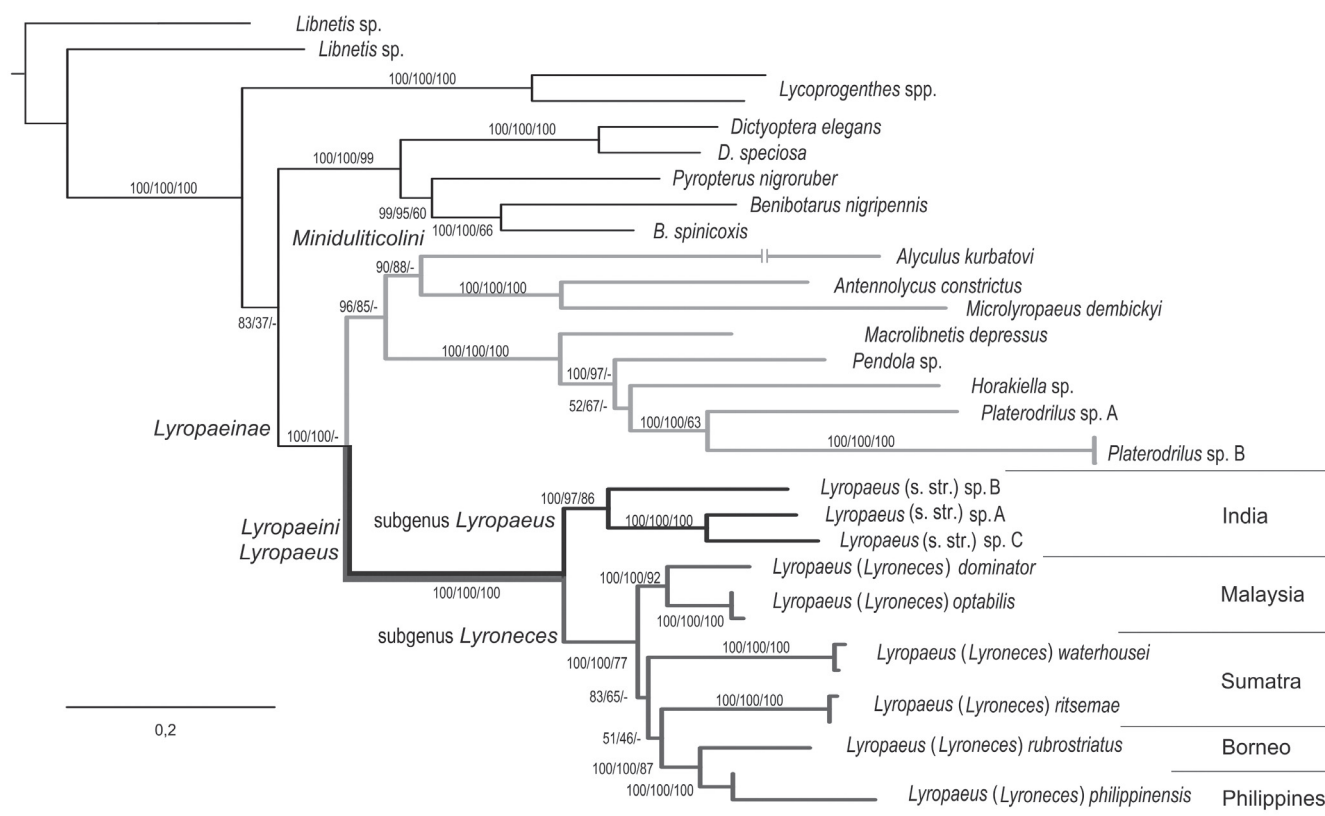 Libnetis sp.
Libnetis sp.
100/100/100
Lycoprogenthes spp.
100/100/100
Dictyoptera elegans
D. speciosa
100/100/99
Pyropterus nigroruber
100/100/100
Benibotarus nigripennis
99/95/60
100/100/66
B. spinicoxis
Miniduliticolini
Alyculus kurbatovi
90/88/-
100/100/100
Antennolycus constrictus
96/85/-
Microlyropaeus dembickyi
83/37/-
Macrolibnetis depressus
100/100/100
Pendola sp.
100/97/-
Horakiella sp.
52/67/-
Platerodrilus sp. A
100/100/63
Lyropaeinae
100/100/-
100/100/100
Platerodrilus sp. B
Lyropaeus (s. str.) sp. B
100/97/86
subgenus Lyropaeus
Lyropaeus (s. str.) sp. A
India
100/100/100
Lyropaeini
Lyropaeus
Lyropaeus (s. str.) sp. C
Lyropaeus (Lyroneces) dominator
100/100/92
100/100/100
Malaysia
Lyropaeus (Lyroneces) optabilis
100/100/100
subgenus Lyroneces
100/100/100
Lyropaeus (Lyroneces) waterhousei
100/100/77
Sumatra
83/65/-
100/100/100
Lyropaeus (Lyroneces) ritsemae
0,2
51/46/-
Lyropaeus (Lyroneces) rubrostriatus
Borneo
100/100/87
100/100/100
Lyropaeus (Lyroneces) philippinensis
Philippines